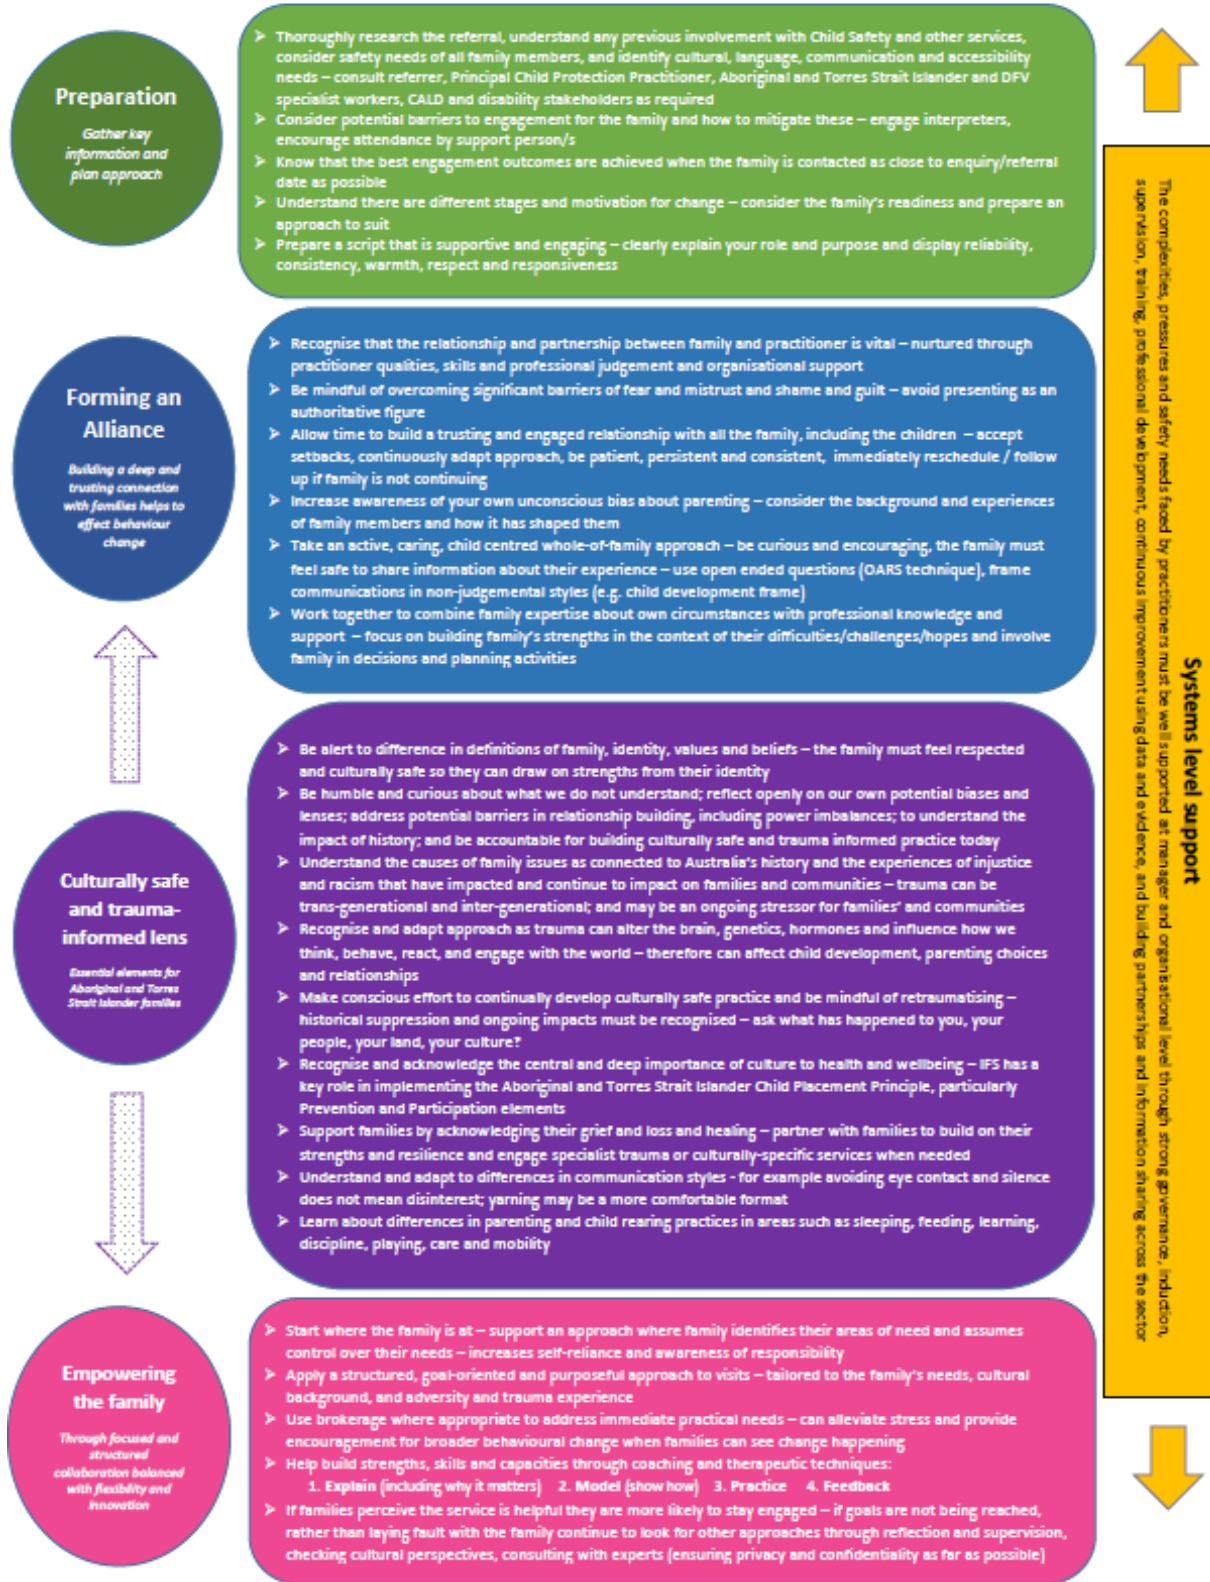 Preparation
Gather key
information and
plan approach
➢ Thoroughly research the referral, understand any previous involvement with Child Safety and other services,
consider safety needs of all family members, and identify cultural, language, communication and accessibility
needs – consult referrer, Principal Child Protection Practitioner, Aboriginal and Torres Strait Islander and DFV
specialist workers, CALD and disability stakeholders as required
➢ Consider potential barriers to engagement for the family and how to mitigate these – engage interpreters,
encourage attendance by support person/s
➢ Know that the best engagement outcomes are achieved when the family is contacted as close to enquiry/referral
date as possible
➢ Understand there are different stages and motivation for change – consider the family's readiness and prepare an
approach to suit
➢ Prepare a script that is supportive and engaging – clearly explain your role and purpose and display reliability,
consistency, warmth, respect and responsiveness
Forming an
Alliance
Building a deep and
trusting connection
with families helps to
effect behaviour
change
➢ Recognise that the relationship and partnership between family and practitioner is vital – nurtured through
practitioner qualities, skills and professional judgement and organisational support
➢ Be mindful of overcoming significant barriers of fear and mistrust and shame and guilt – avoid presenting as an
authoritative figure
➢ Allow time to build a trusting and engaged relationship with all the family, including the children – accept
setbacks, continuously adapt approach, be patient, persistent and consistent, immediately reschedule / follow
up if family is not continuing
➢ Increase awareness of your own unconscious bias about parenting – consider the background and experiences
of family members and how it has shaped them
➢ Take an active, caring, child centred whole-of-family approach – be curious and encouraging, the family must
feel safe to share information about their experience – use open ended questions (OARS technique), frame
communications in non-judgemental styles (e.g. child development frame)
➢ Work together to combine family expertise about own circumstances with professional knowledge and
support – focus on building family's strengths in the context of their difficulties/challenges/hopes and involve
family in decisions and planning activities
Culturally safe
and trauma-
informed lens
Essential elements for
Aboriginal and Torres
Strait Islander families
➢ Be alert to difference in definitions of family, identity, values and beliefs – the family must feel respected
and culturally safe so they can draw on strengths from their identity
➢ Be humble and curious about what we do not understand; reflect openly on our own potential biases and
lenses; address potential barriers in relationship building, including power imbalances; to understand the
impact of history; and be accountable for building culturally safe and trauma informed practice today
➢ Understand the causes of family issues as connected to Australia's history and the experiences of injustice
and racism that have impacted and continue to impact on families and communities – trauma can be
trans-generational and inter-generational; and may be an ongoing stressor for families' and communities
➢ Recognise and adapt approach as trauma can alter the brain, genetics, hormones and influence how we
think, behave, react, and engage with the world – therefore can affect child development, parenting choices
and relationships
➢ Make conscious effort to continually develop culturally safe practice and be mindful of retraumatising –
historical suppression and ongoing impacts must be recognised – ask what has happened to you, your
people, your land, your culture?
➢ Recognise and acknowledge the central and deep importance of culture to health and wellbeing – IFS has a
key role in implementing the Aboriginal and Torres Strait Islander Child Placement Principle, particularly
Prevention and Participation elements
➢ Support families by acknowledging their grief and loss and healing – partner with families to build on their
strengths and resilience and engage specialist trauma or culturally-specific services when needed
➢ Understand and adapt to differences in communication styles - for example avoiding eye contact and silence
does not mean disinterest; yarning may be a more comfortable format
➢ Learn about differences in parenting and child rearing practices in areas such as sleeping, feeding, learning,
discipline, playing, care and mobility
Empowering
the family
Through focused and
structured
collaboration balanced
with flexibility and
innovation
➢ Start where the family is at – support an approach where family identifies their areas of need and assumes
control over their needs – increases self-reliance and awareness of responsibility
➢ Apply a structured, goal-oriented and purposeful approach to visits – tailored to the family's needs, cultural
background, and adversity and trauma experience
➢ Use brokerage where appropriate to address immediate practical needs – can alleviate stress and provide
encouragement for broader behavioural change when families can see change happening
➢ Help build strengths, skills and capacities through coaching and therapeutic techniques:
1. Explain (including why it matters) 2. Model (show how) 3. Practice 4. Feedback
➢ If families perceive the service is helpful they are more likely to stay engaged – if goals are not being reached,
rather than laying fault with the family continue to look for other approaches through reflection and supervision,
checking cultural perspectives, consulting with experts (ensuring privacy and confidentiality as far as possible)
Systems level support
The complexities, pressures and safety needs faced by practitioners must be well supported at manager and organisational level through strong governance, induction,
supervision, training, professional development, continuous improvement using data and evidence, and building partnerships and information sharing across the sector